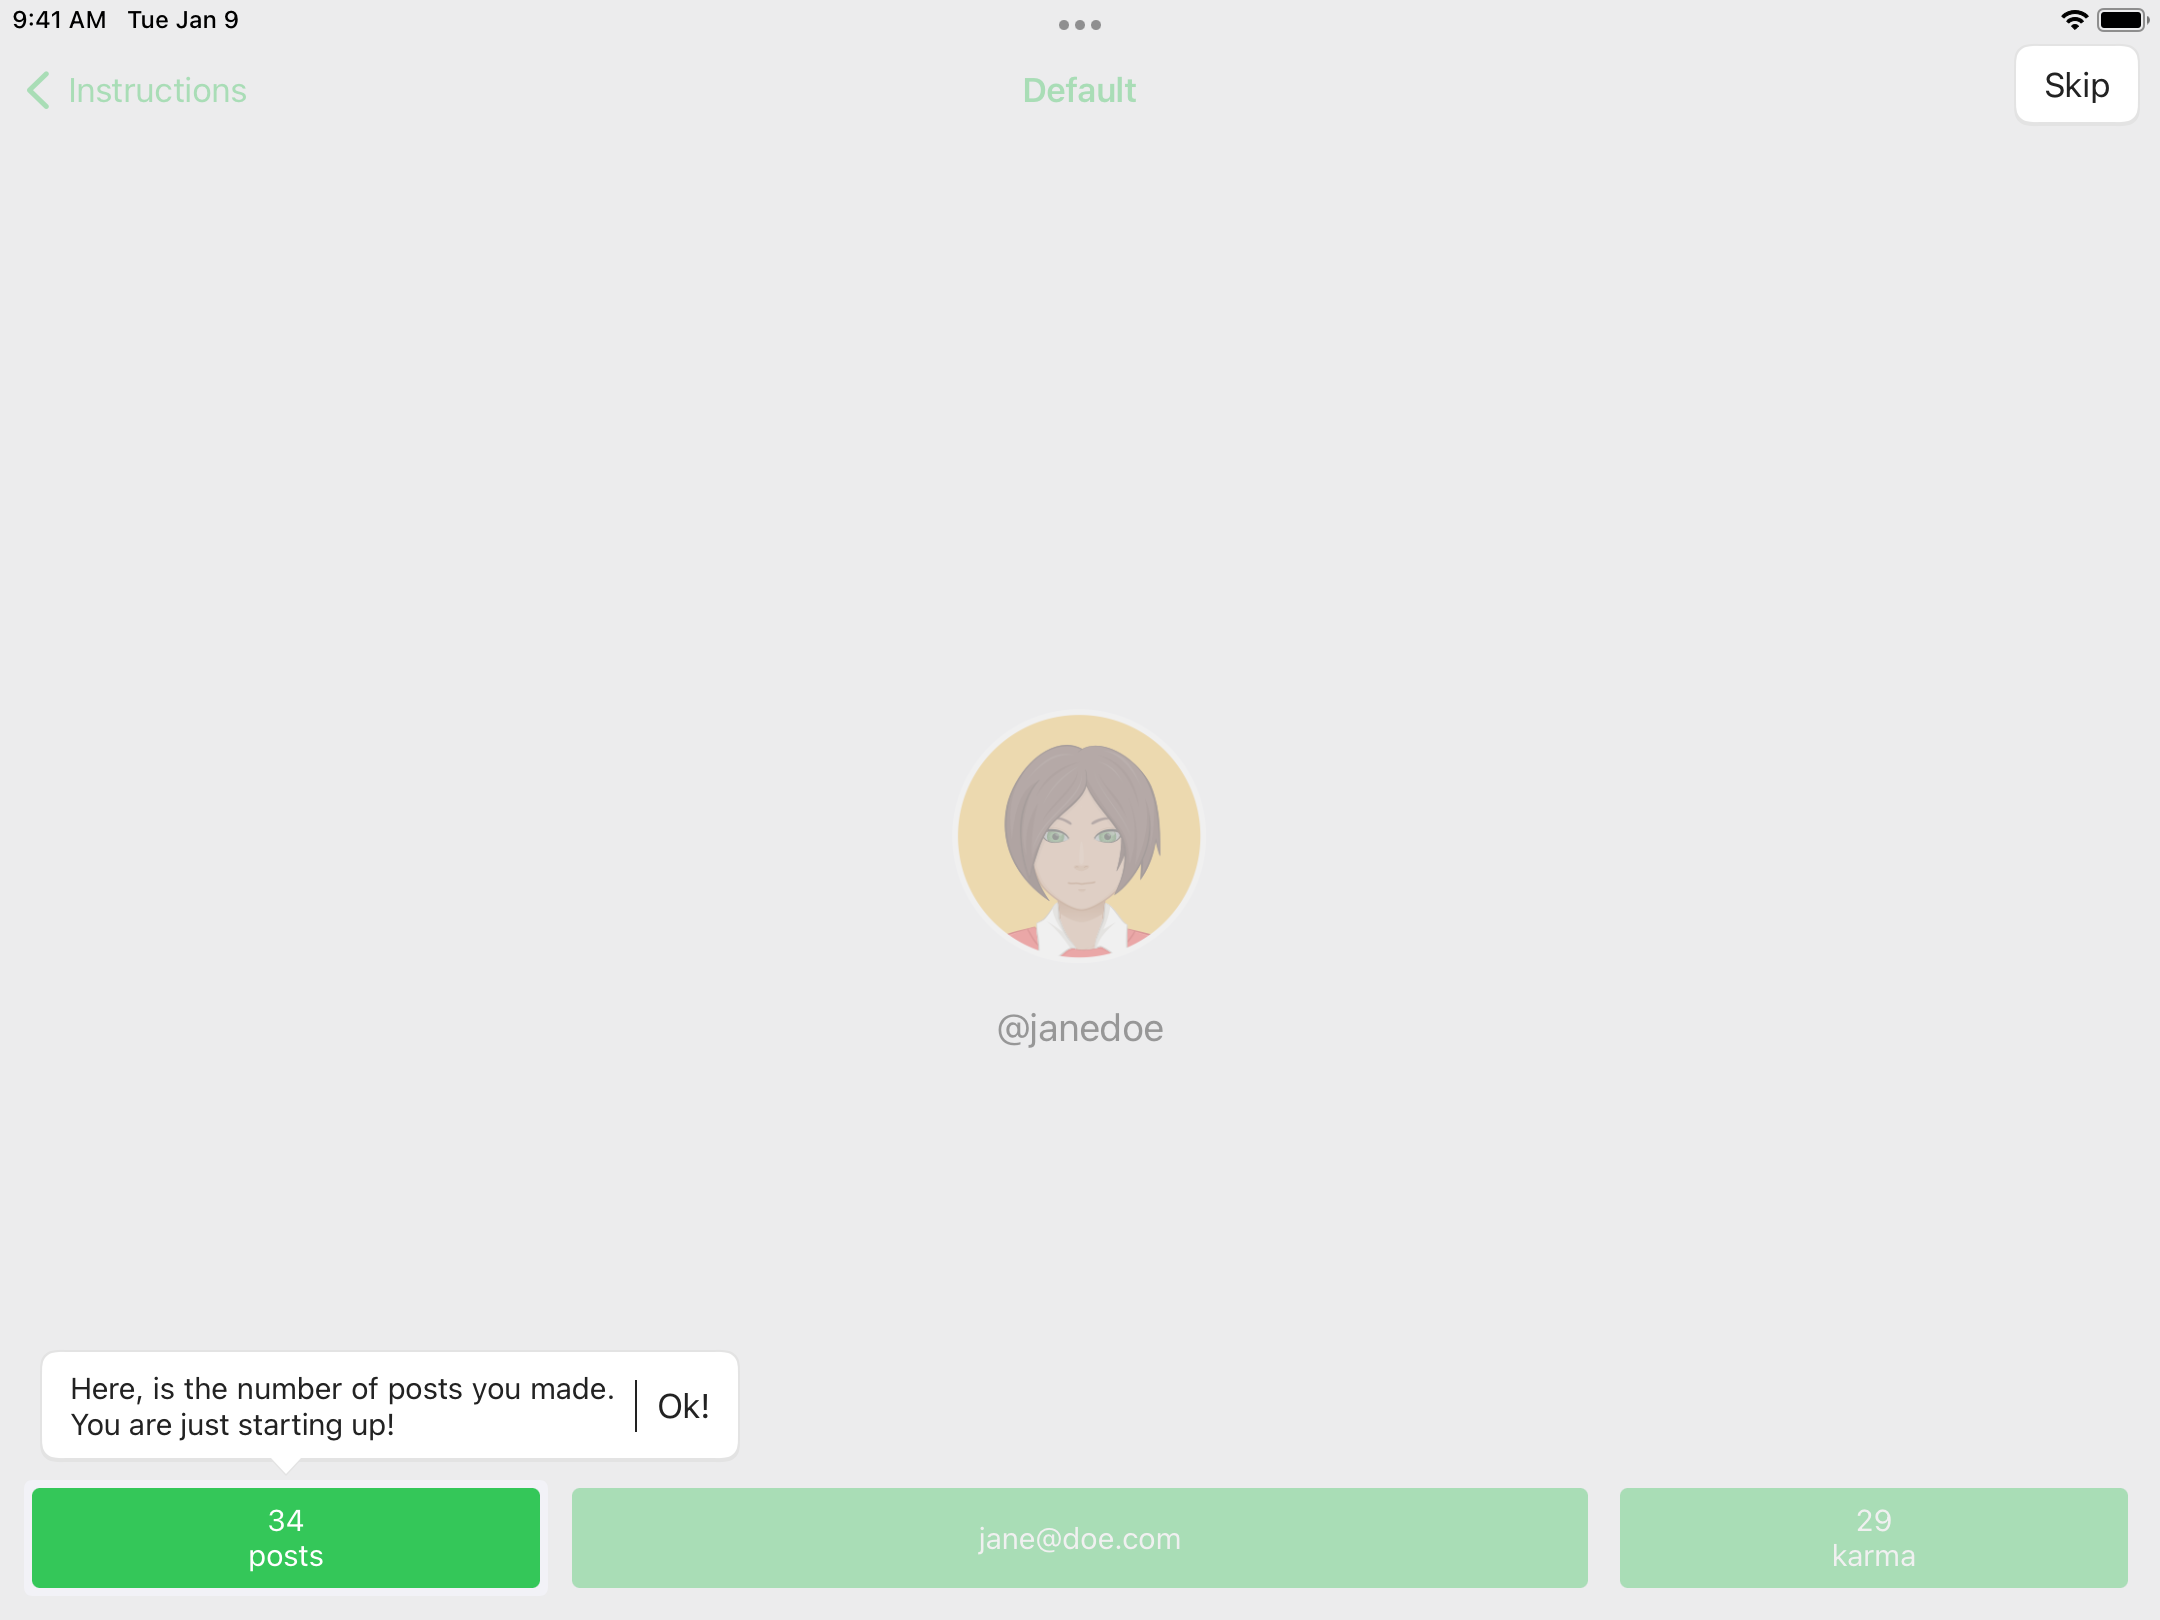 9:41 AM Tue Jan 9
Instructions
Default
Skip
@janedoe
Here, is the number of posts you made.
You are just starting up!
Ok!
34
posts
jane@doe.com
29
karma